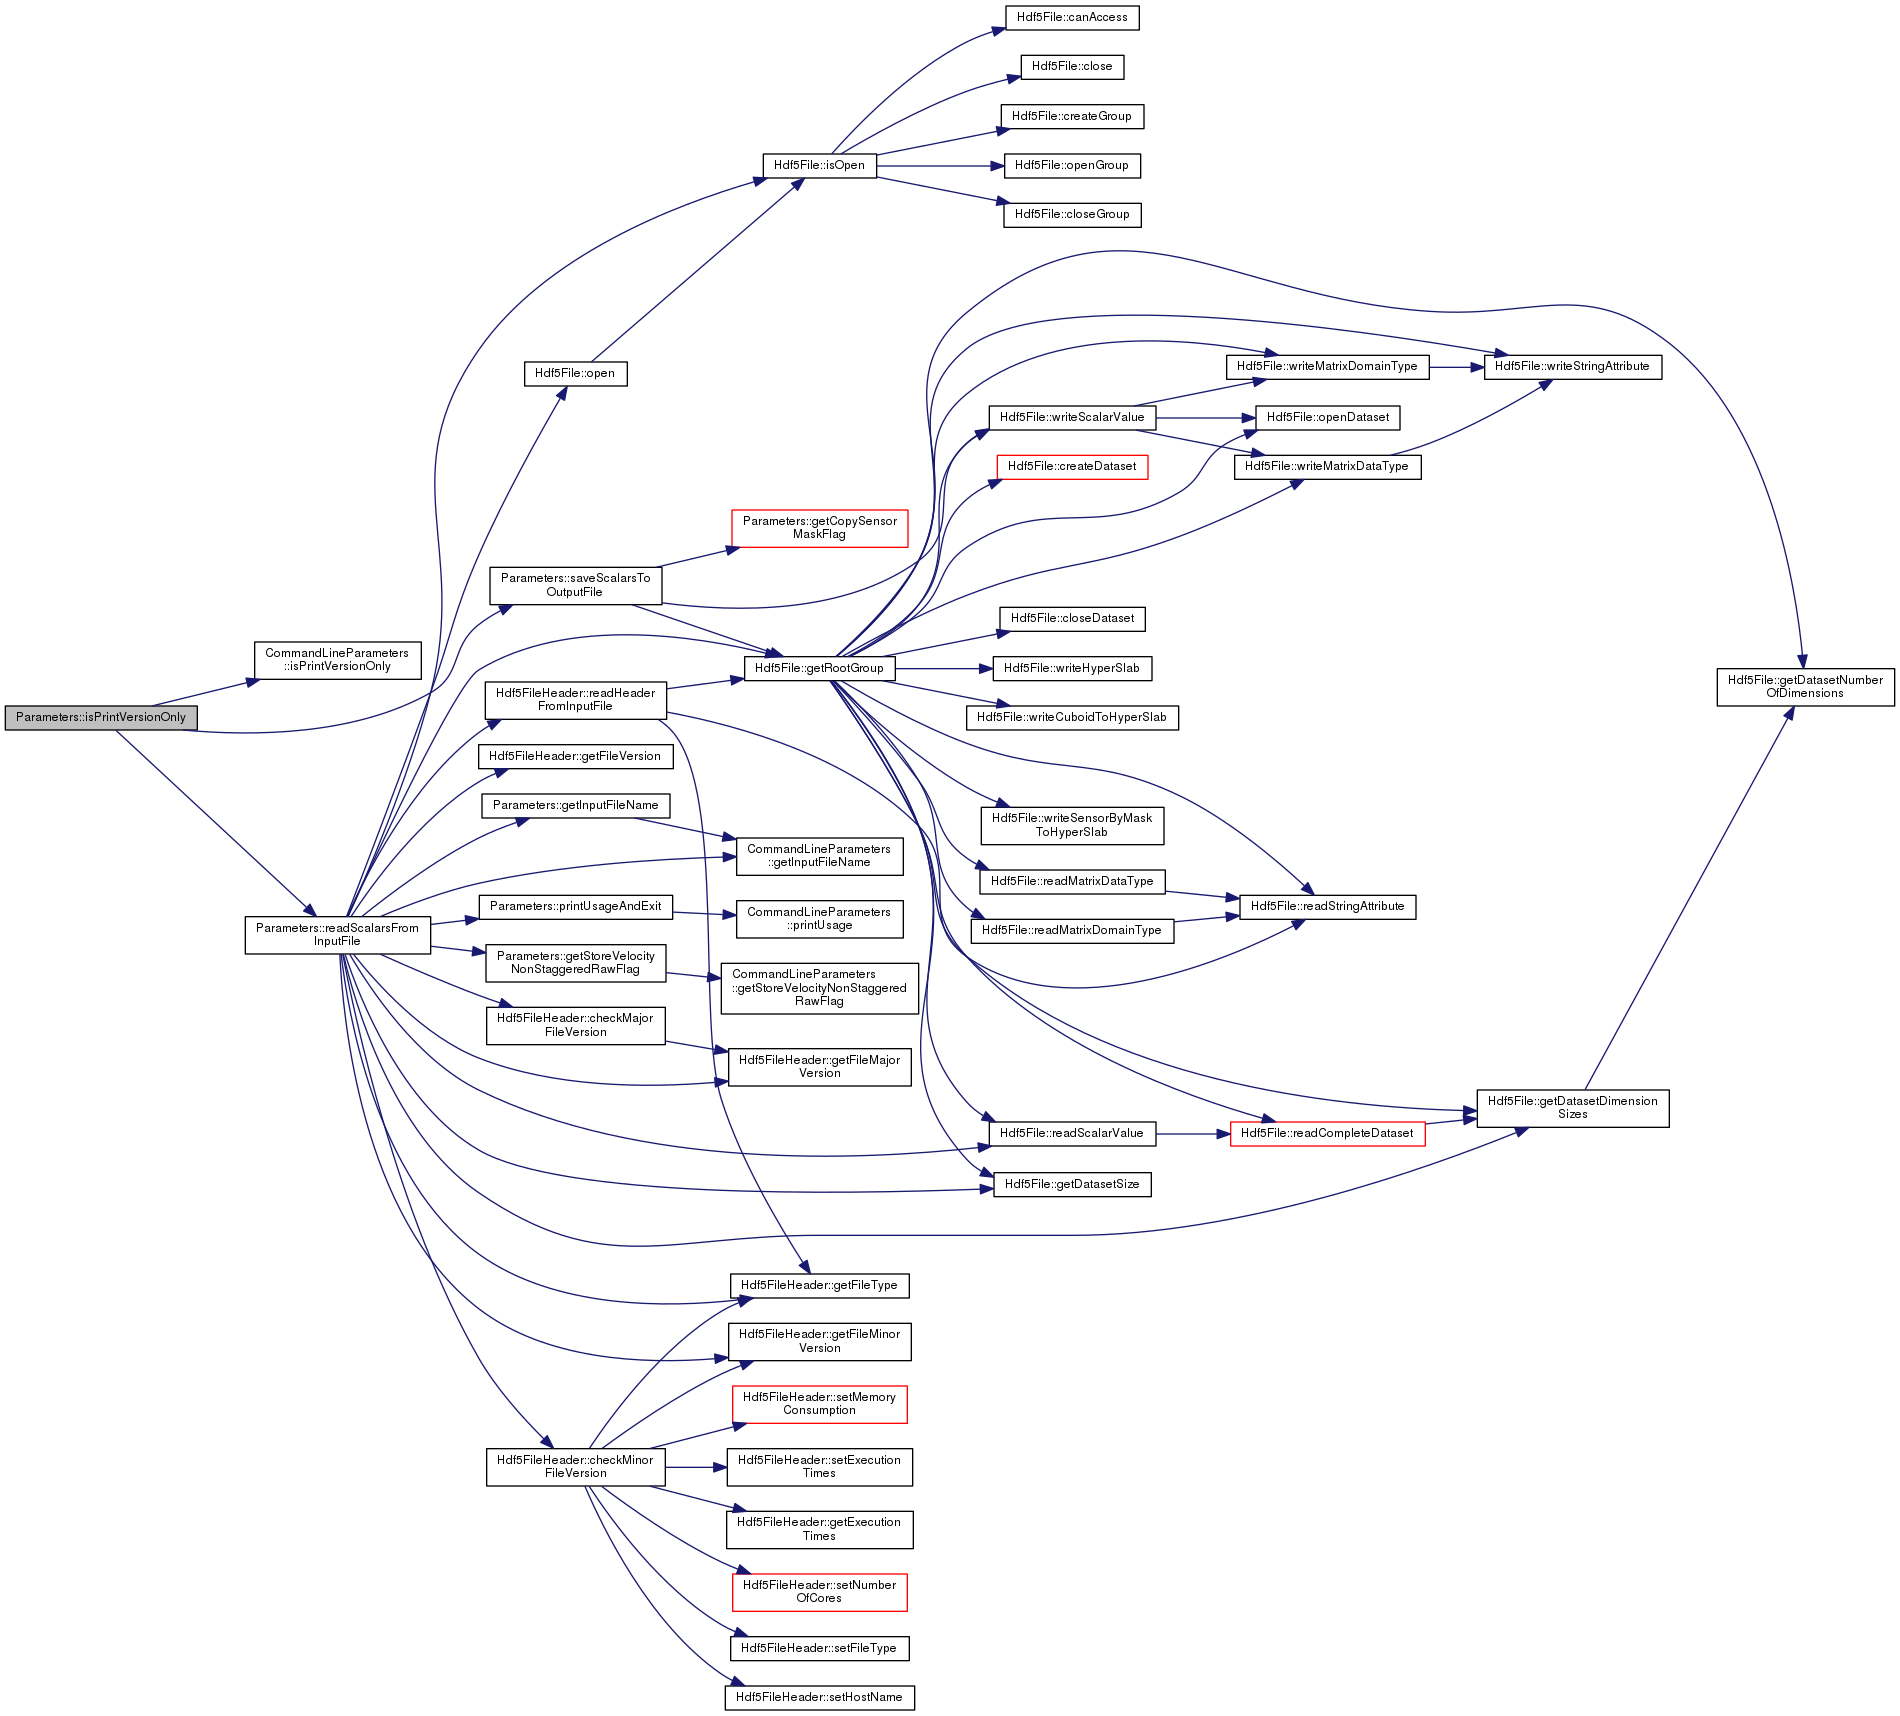 Hdf5File::canAccess
Hdf5File::close
Hdf5File::createGroup
Hdf5File::isOpen
Hdf5File::openGroup
Hdf5File::closeGroup
Hdf5File::open
Hdf5File::writeMatrixDomainType
Hdf5File::writeStringAttribute
Hdf5File::writeScalarValue
Hdf5File::openDataset
Hdf5File::createDataset
Hdf5File::writeMatrixDataType
Parameters::getCopySensor
MaskFlag
Parameters::saveScalarsTo
OutputFile
Hdf5File::closeDataset
CommandLineParameters
::isPrintVersionOnly
Hdf5File::getRootGroup
Hdf5File::writeHyperSlab
Hdf5File::getDatasetNumber
OfDimensions
Hdf5FileHeader::readHeader
FromInputFile
Parameters::isPrintVersionOnly
Hdf5File::writeCuboidToHyperSlab
Hdf5FileHeader::getFileVersion
Parameters::getInputFileName
Hdf5File::writeSensorByMask
ToHyperSlab
CommandLineParameters
::getInputFileName
Hdf5File::readMatrixDataType
Parameters::printUsageAndExit
Hdf5File::readStringAttribute
CommandLineParameters
::printUsage
Parameters::readScalarsFrom
InputFile
Hdf5File::readMatrixDomainType
Parameters::getStoreVelocity
NonStaggeredRawFlag
CommandLineParameters
::getStoreVelocityNonStaggered
RawFlag
Hdf5FileHeader::checkMajor
FileVersion
Hdf5FileHeader::getFileMajor
Version
Hdf5File::getDatasetDimension
Sizes
Hdf5File::readScalarValue
Hdf5File::readCompleteDataset
Hdf5File::getDatasetSize
Hdf5FileHeader::getFileType
Hdf5FileHeader::getFileMinor
Version
Hdf5FileHeader::setMemory
Consumption
Hdf5FileHeader::checkMinor
FileVersion
Hdf5FileHeader::setExecution
Times
Hdf5FileHeader::getExecution
Times
Hdf5FileHeader::setNumber
OfCores
Hdf5FileHeader::setFileType
Hdf5FileHeader::setHostName